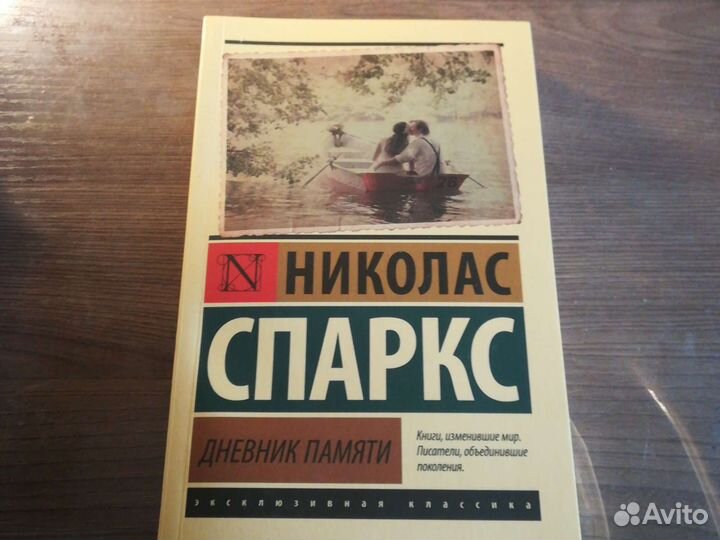 N НИКОЛАС
СПАРКС
ДНЕВНИК ПАМЯТИ
Книги, изменившие мир.
Писатели, объединившие
поколения.
эксклюзивная классика
Avito